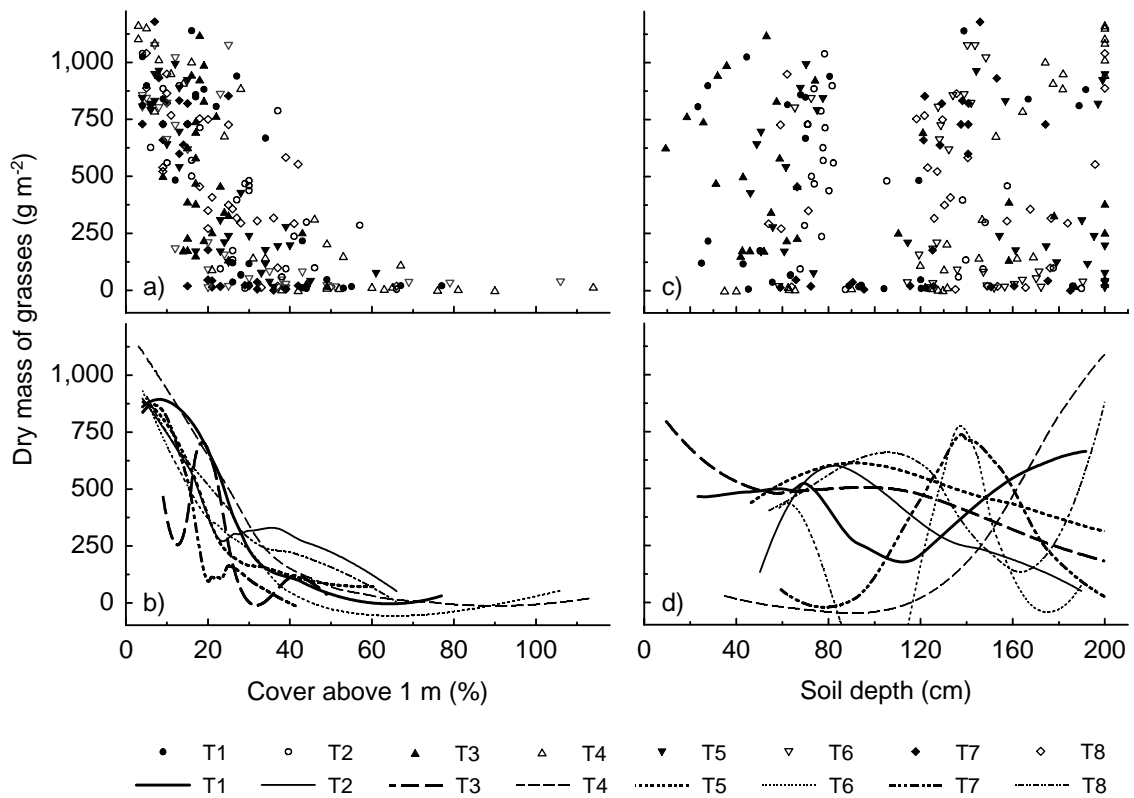 1,000
750
500
250
0
a)
c)
Dry mass of grasses (g m-2)
1,000
750
500
250
0
b)
d)
0 20 40 60 80 100
0 40 80 120 160 200
Cover above 1 m (%)
Soil depth (cm)
T1 T2 T3 T4 T5 T6 T7 T8
T1 T2 T3 T4 T5 T6 T7 T8